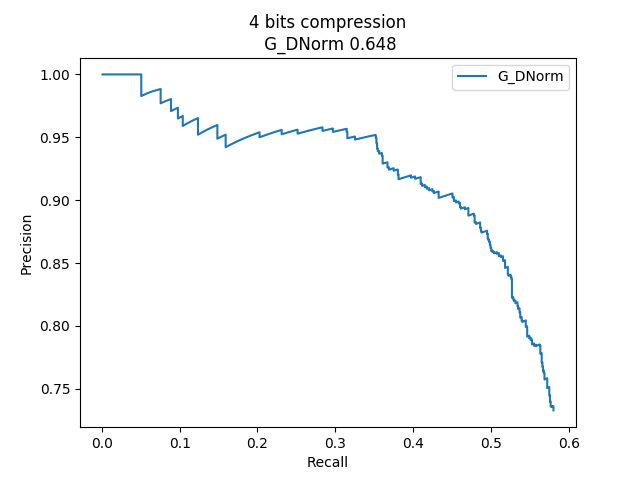 4 bits compression
G_DNorm 0.648
G_DNorm
1.00
0.95
0.90
0.85
0.80
0.75
Precision
0.0 0.1 0.2 0.3 0.4 0.5 0.6
Recall